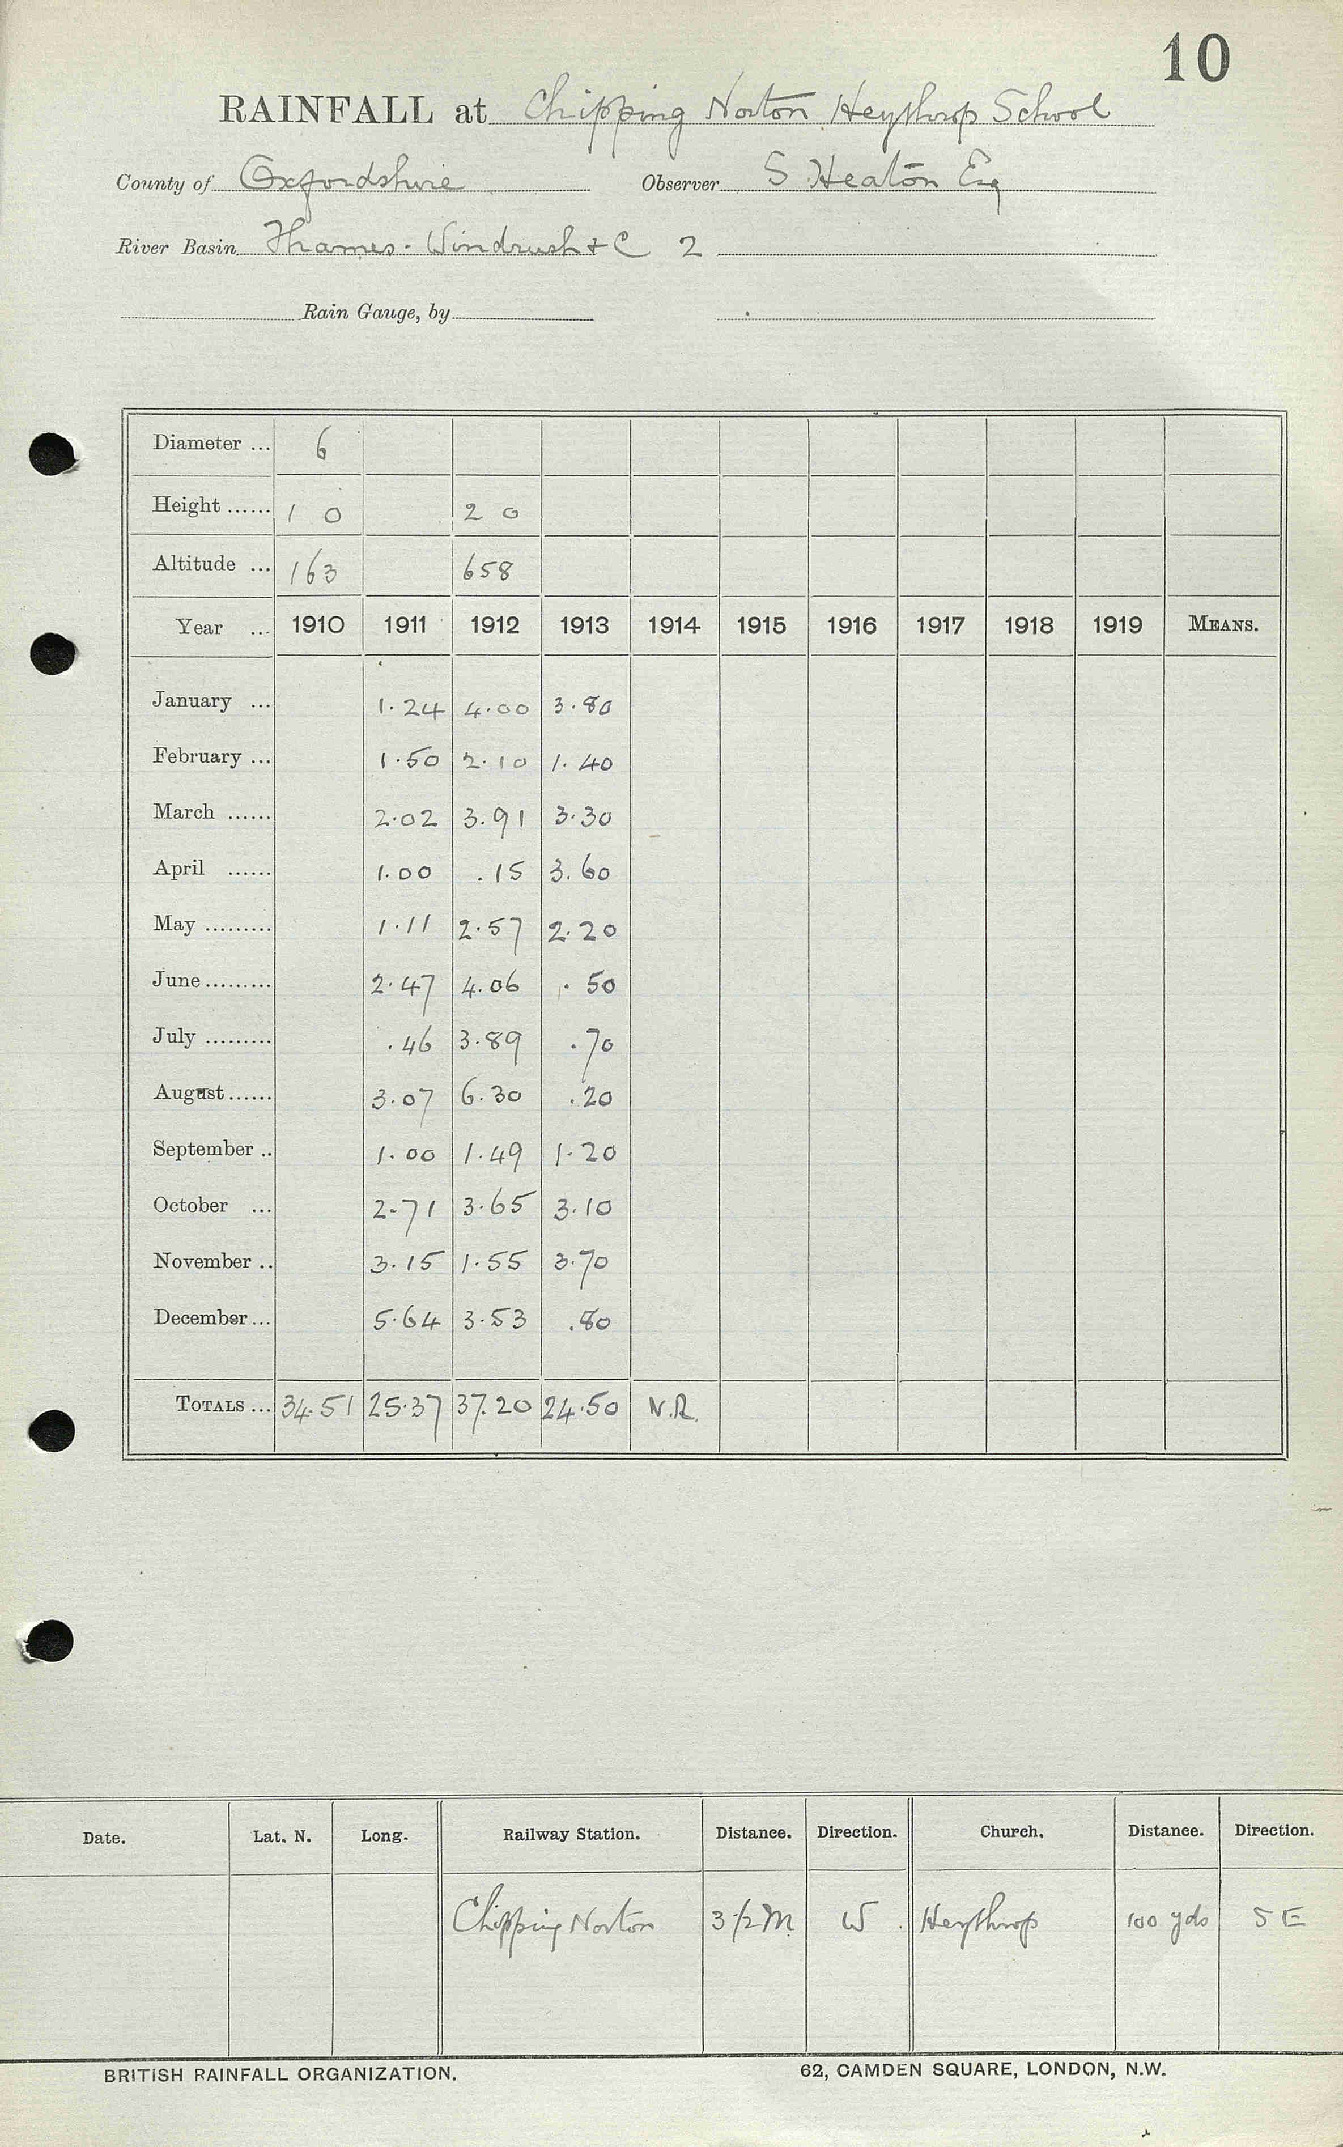 10
RAINFALL at Chipping Norton Heythrop School
County of Oxfordshire Observer S. Heaton Esq
River Basin Thames - Windrush + C 2
Rain Gauge, by
Diameter ... 6
Height ...... 1 0 2 0
Altitude ... 163 658
Year ... 1910 1911 1912 1913 1914 1915 1916 1917 1918 1919 MEANS.
January ... 1.24 4.00 3.80
February ... 1.50 2.10 1.40
March ...... 2.02 3.91 3.30
April ...... 1.00 .15 3.60
May ......... 1.11 2.57 2.20
June ......... 2.47 4.06 .50
July ......... .46 3.89 .70
August ...... 3.07 6.30 .20
September .. 1.00 1.49 1.20
October ... 2.71 3.65 3.10
November .. 3.15 1.55 3.70
December ... 5.64 3.53 .80
TOTALS ... 34.51 25.37 37.20 24.50 N.R.
Date. Lat. N. Long. Railway Station. Distance. Direction. Church. Distance. Direction.
Chipping Norton 3 1/2 M W. Heythrop 100 yds S E
BRITISH RAINFALL ORGANIZATION. 62, CAMDEN SQUARE, LONDON, N.W.